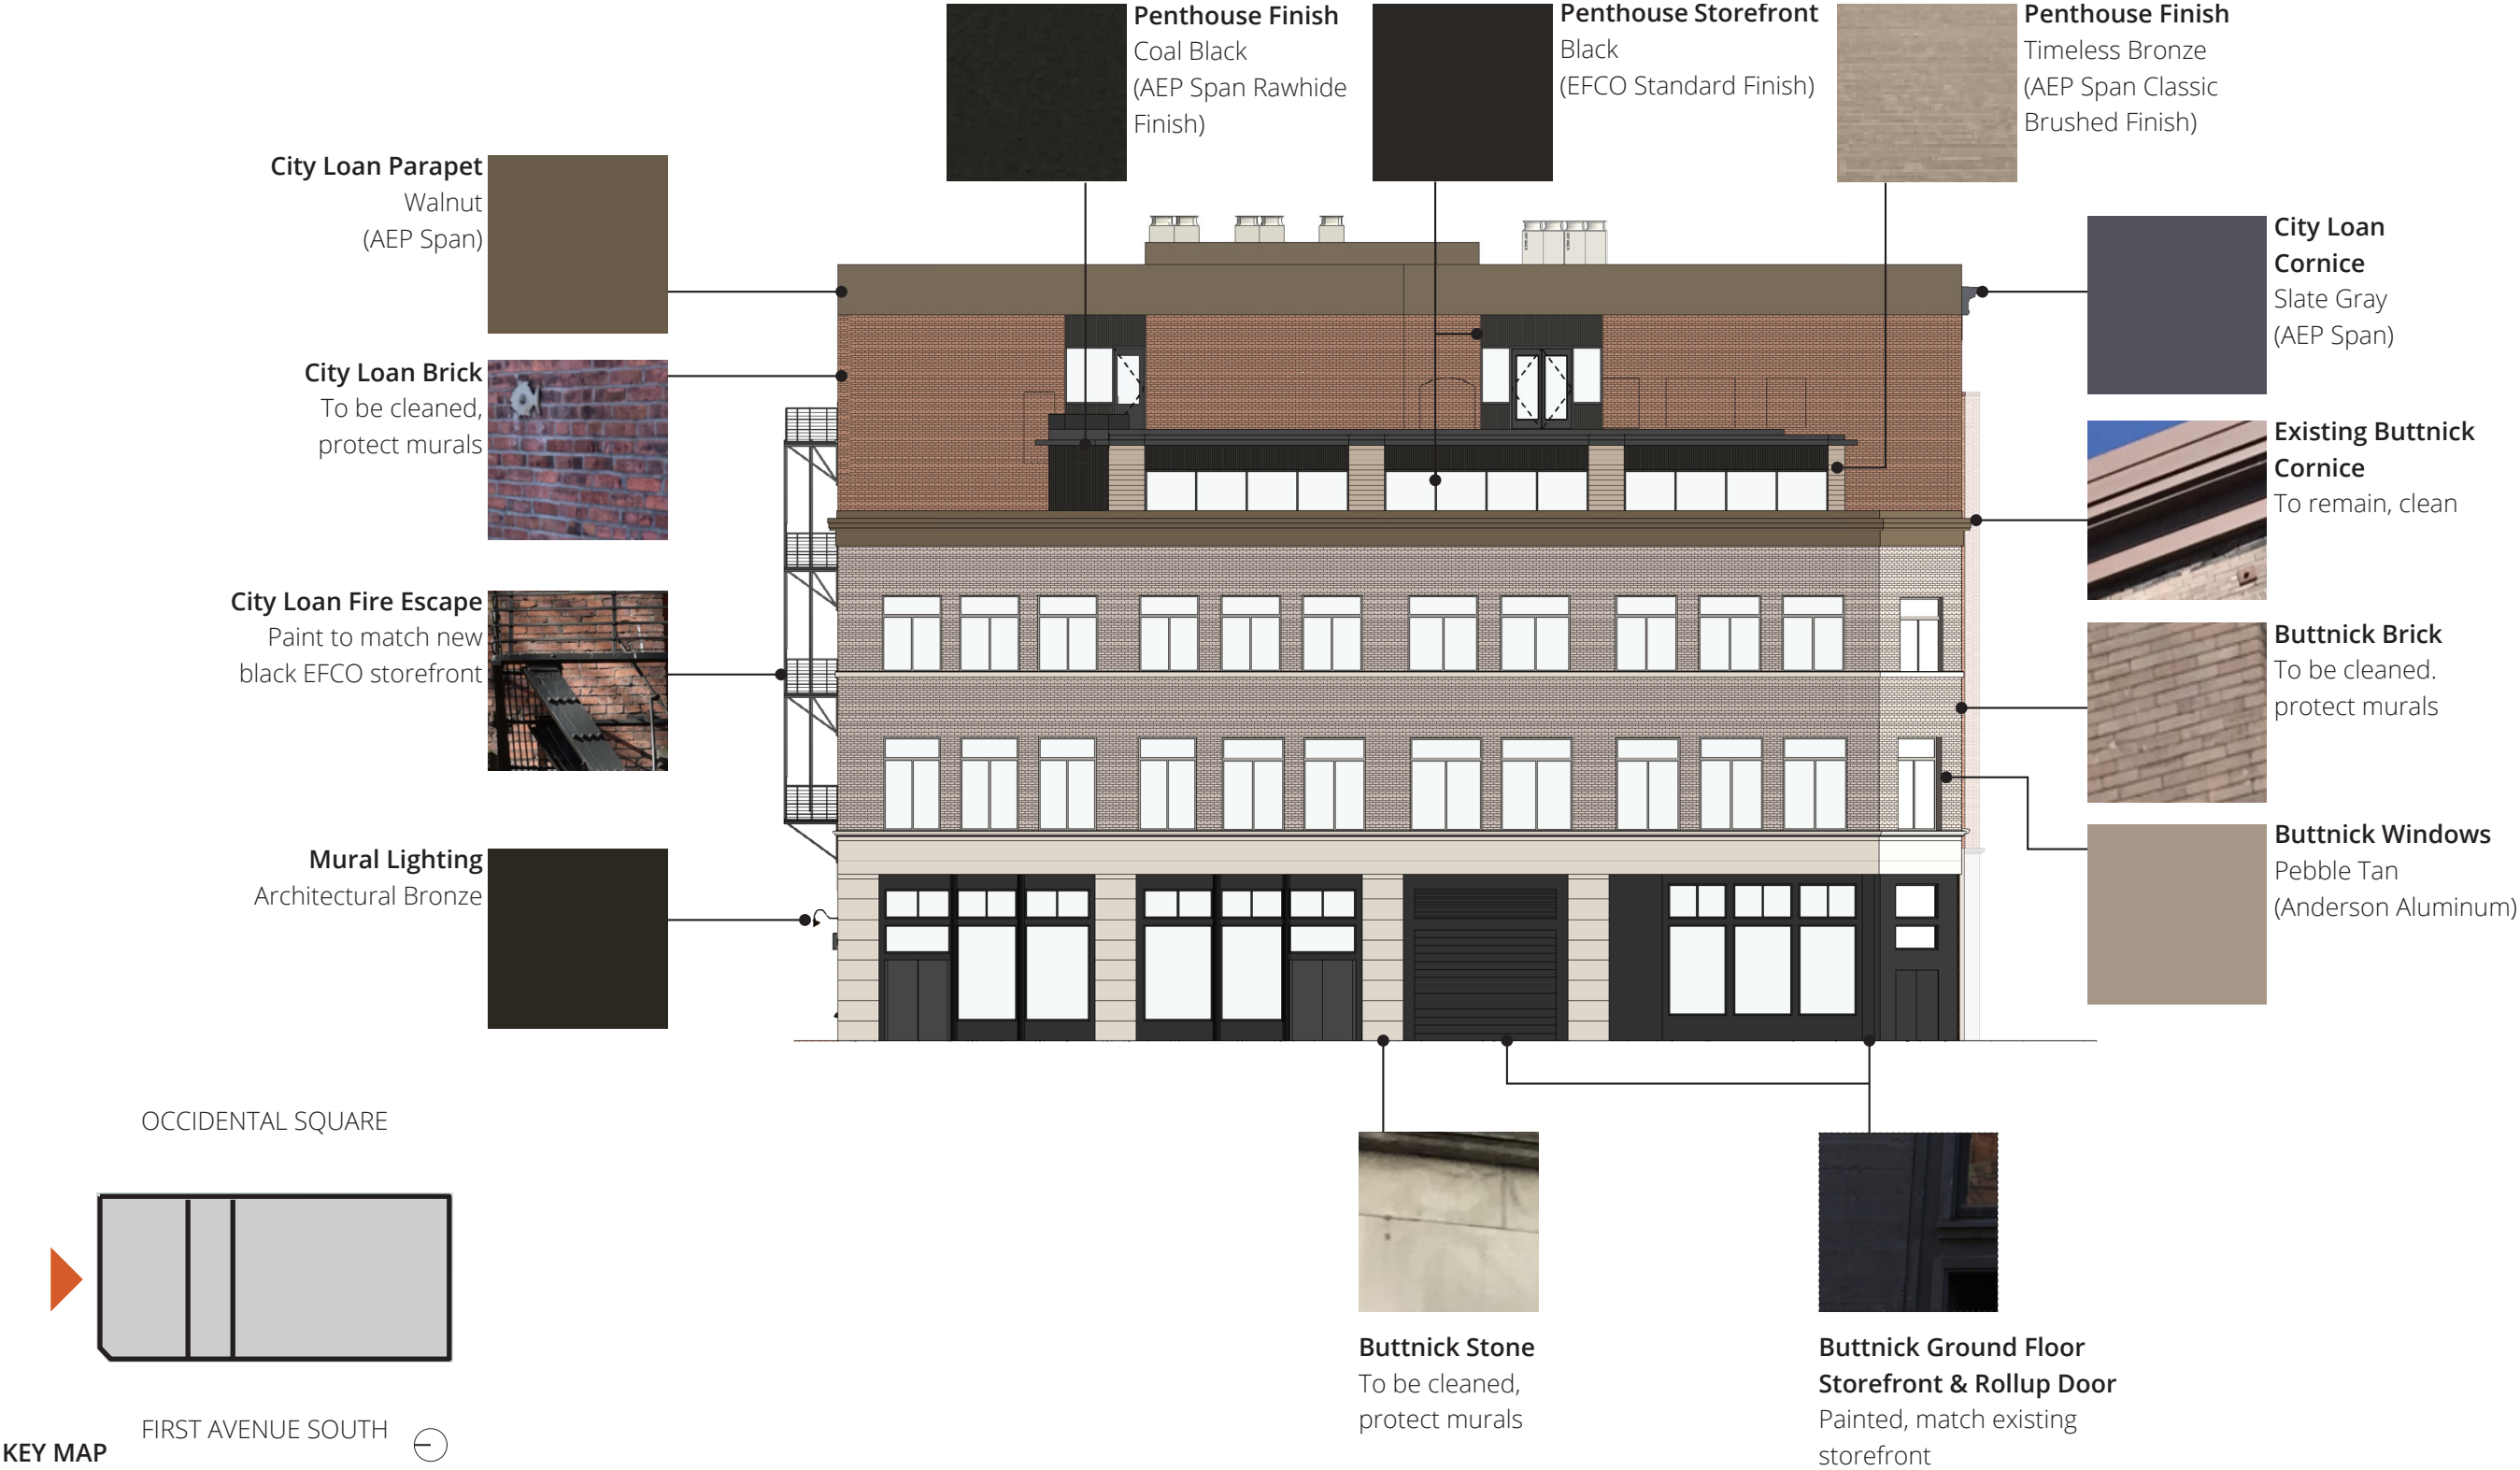 Penthouse Finish
Coal Black
(AEP Span Rawhide
Finish)
Penthouse Storefront
Black
(EFCO Standard Finish)
Penthouse Finish
Timeless Bronze
(AEP Span Classic
Brushed Finish)
City Loan Parapet
Walnut
(AEP Span)
City Loan Brick
To be cleaned,
protect murals
City Loan Fire Escape
Paint to match new
black EFCO storefront
Mural Lighting
Architectural Bronze
City Loan
Cornice
Slate Gray
(AEP Span)
Existing Buttnick
Cornice
To remain, clean
Buttnick Brick
To be cleaned.
protect murals
Buttnick Windows
Pebble Tan
(Anderson Aluminum)
Buttnick Stone
To be cleaned,
protect murals
Buttnick Ground Floor
Storefront & Rollup Door
Painted, match existing
storefront
OCCIDENTAL SQUARE
FIRST AVENUE SOUTH
KEY MAP